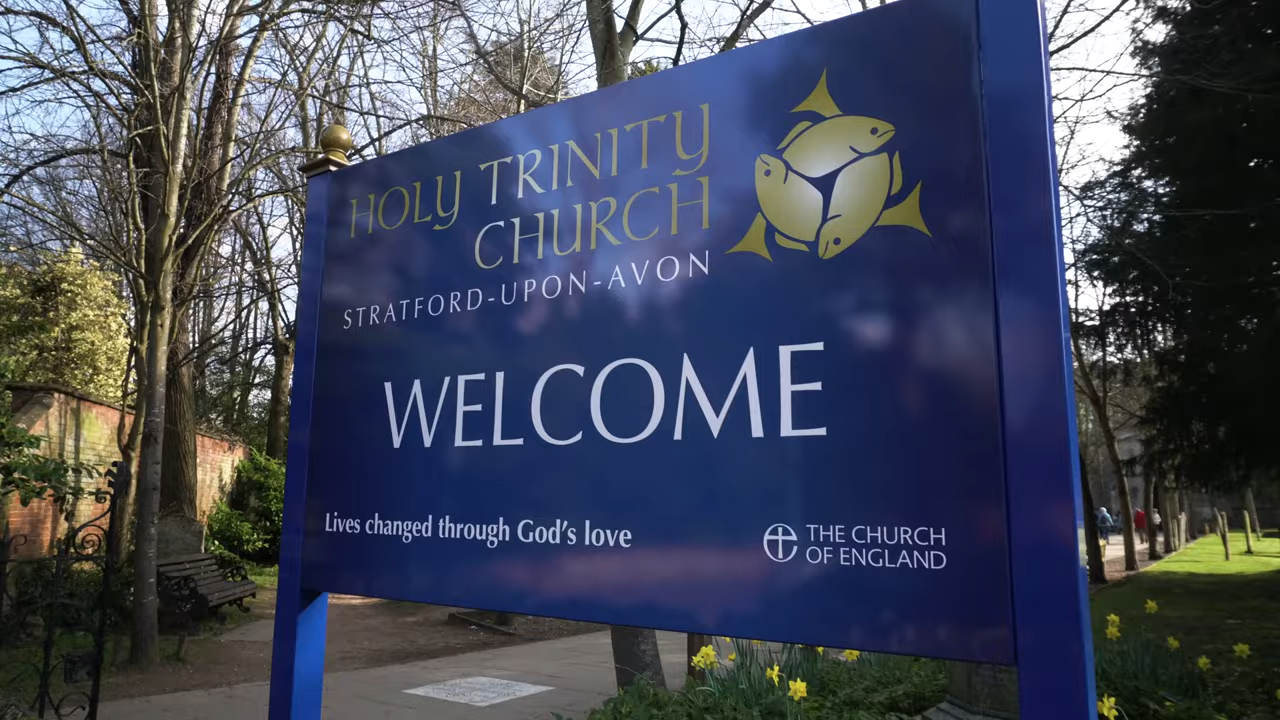 HOLY TRINITY
CHURCH
STRATFORD-UPON-AVON
WELCOME
Lives changed through God's love
THE CHURCH
OF ENGLAND